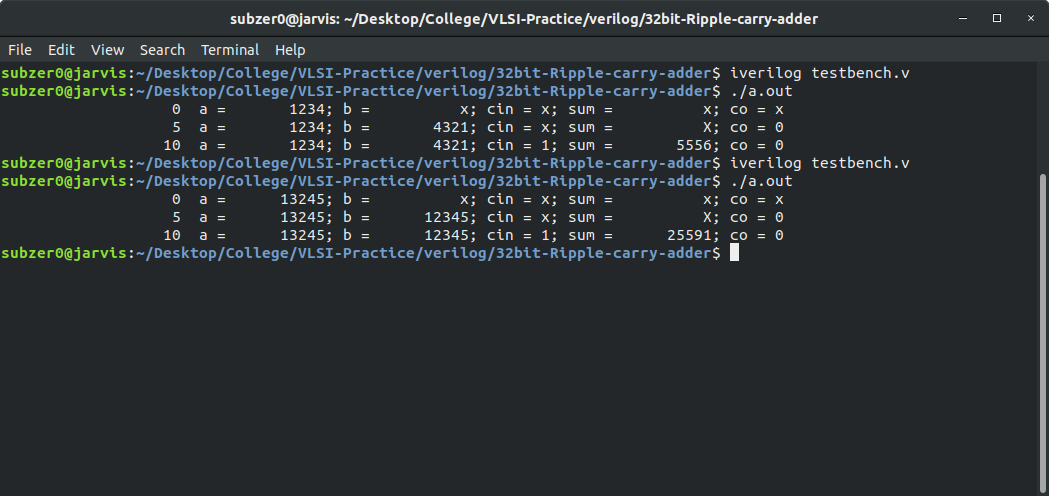 subzer0@jarvis: ~/Desktop/College/VLSI-Practice/verilog/32bit-Ripple-carry-adder
File Edit View Search Terminal Help
subzer0@jarvis:~/Desktop/College/VLSI-Practice/verilog/32bit-Ripple-carry-adder$ iverilog testbench.v
subzer0@jarvis:~/Desktop/College/VLSI-Practice/verilog/32bit-Ripple-carry-adder$ ./a.out
                   0  a =       1234; b =          x; cin = x; sum =          x; co = x
                   5  a =       1234; b =       4321; cin = x; sum =          X; co = 0
                  10  a =       1234; b =       4321; cin = 1; sum =       5556; co = 0
subzer0@jarvis:~/Desktop/College/VLSI-Practice/verilog/32bit-Ripple-carry-adder$ iverilog testbench.v
subzer0@jarvis:~/Desktop/College/VLSI-Practice/verilog/32bit-Ripple-carry-adder$ ./a.out
                   0  a =      13245; b =          x; cin = x; sum =          x; co = x
                   5  a =      13245; b =      12345; cin = x; sum =          X; co = 0
                  10  a =      13245; b =      12345; cin = 1; sum =      25591; co = 0
subzer0@jarvis:~/Desktop/College/VLSI-Practice/verilog/32bit-Ripple-carry-adder$